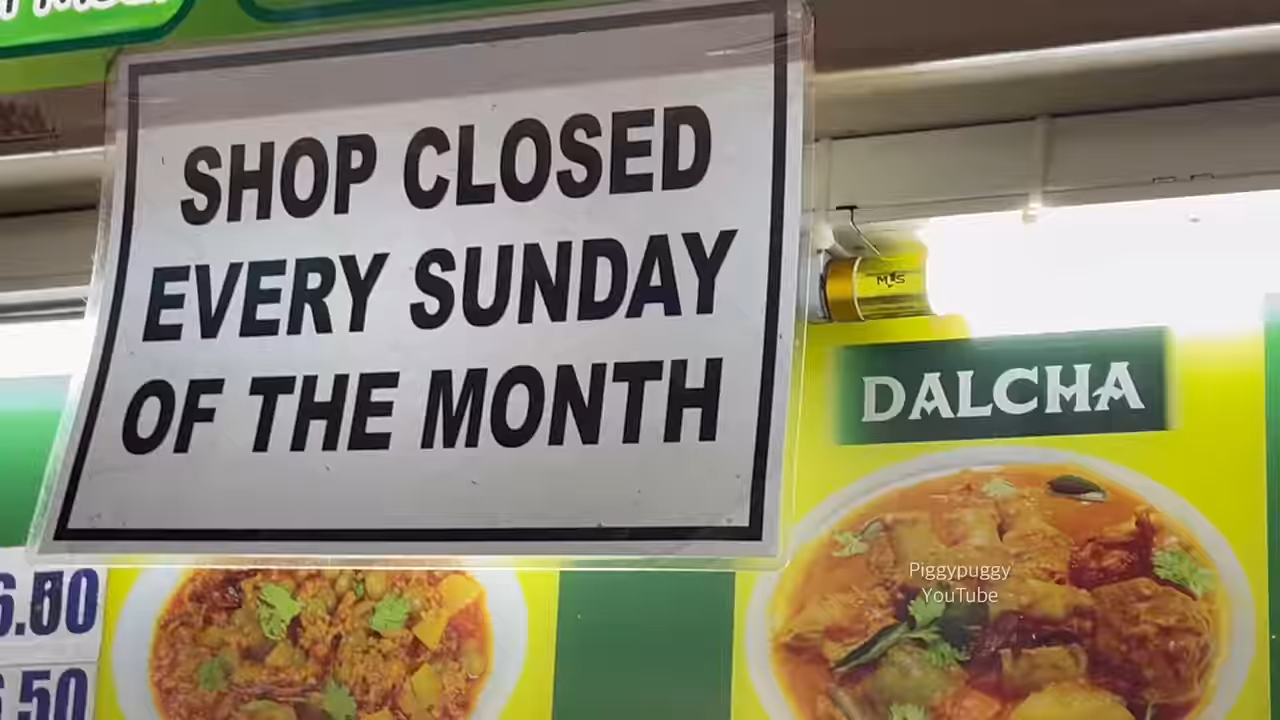 SHOP CLOSED
EVERY SUNDAY
OF THE MONTH
M S
DALCHA
Piggypuggy
YouTube
6.00
.50